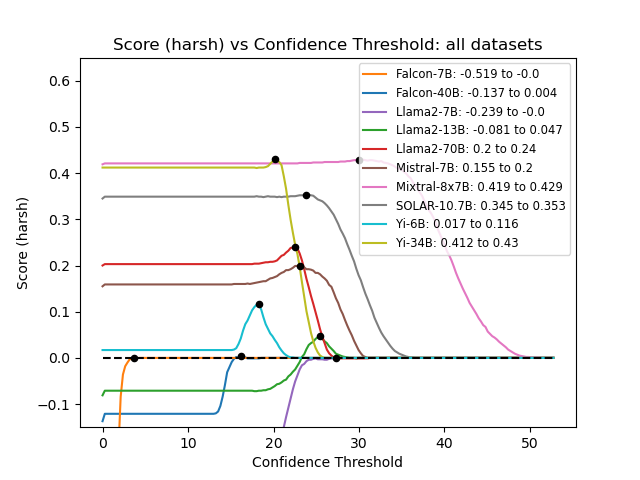 Score (harsh) vs Confidence Threshold: all datasets
Score (harsh)
0.6
0.5
0.4
0.3
0.2
0.1
0.0
−0.1
Falcon-7B: -0.519 to -0.0
Falcon-40B: -0.137 to 0.004
Llama2-7B: -0.239 to -0.0
Llama2-13B: -0.081 to 0.047
Llama2-70B: 0.2 to 0.24
Mistral-7B: 0.155 to 0.2
Mixtral-8x7B: 0.419 to 0.429
SOLAR-10.7B: 0.345 to 0.353
Yi-6B: 0.017 to 0.116
Yi-34B: 0.412 to 0.43
0 10 20 30 40 50
Confidence Threshold